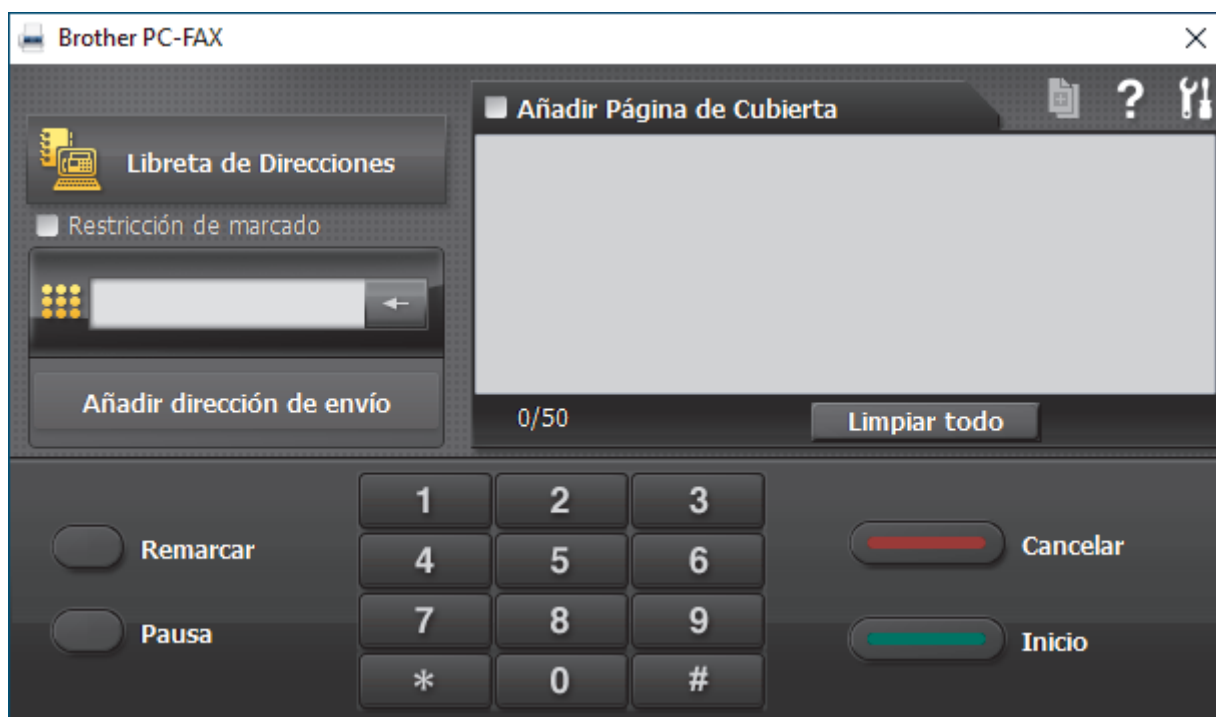 Brother PC-FAX
Añadir Página de Cubierta
?
Libreta de Direcciones
Restricción de marcado
Añadir dirección de envío
0/50
Limpiar todo
1 2 3
Remarcar
4 5 6
Cancelar
Pausa
7 8 9
Inicio
* 0 #